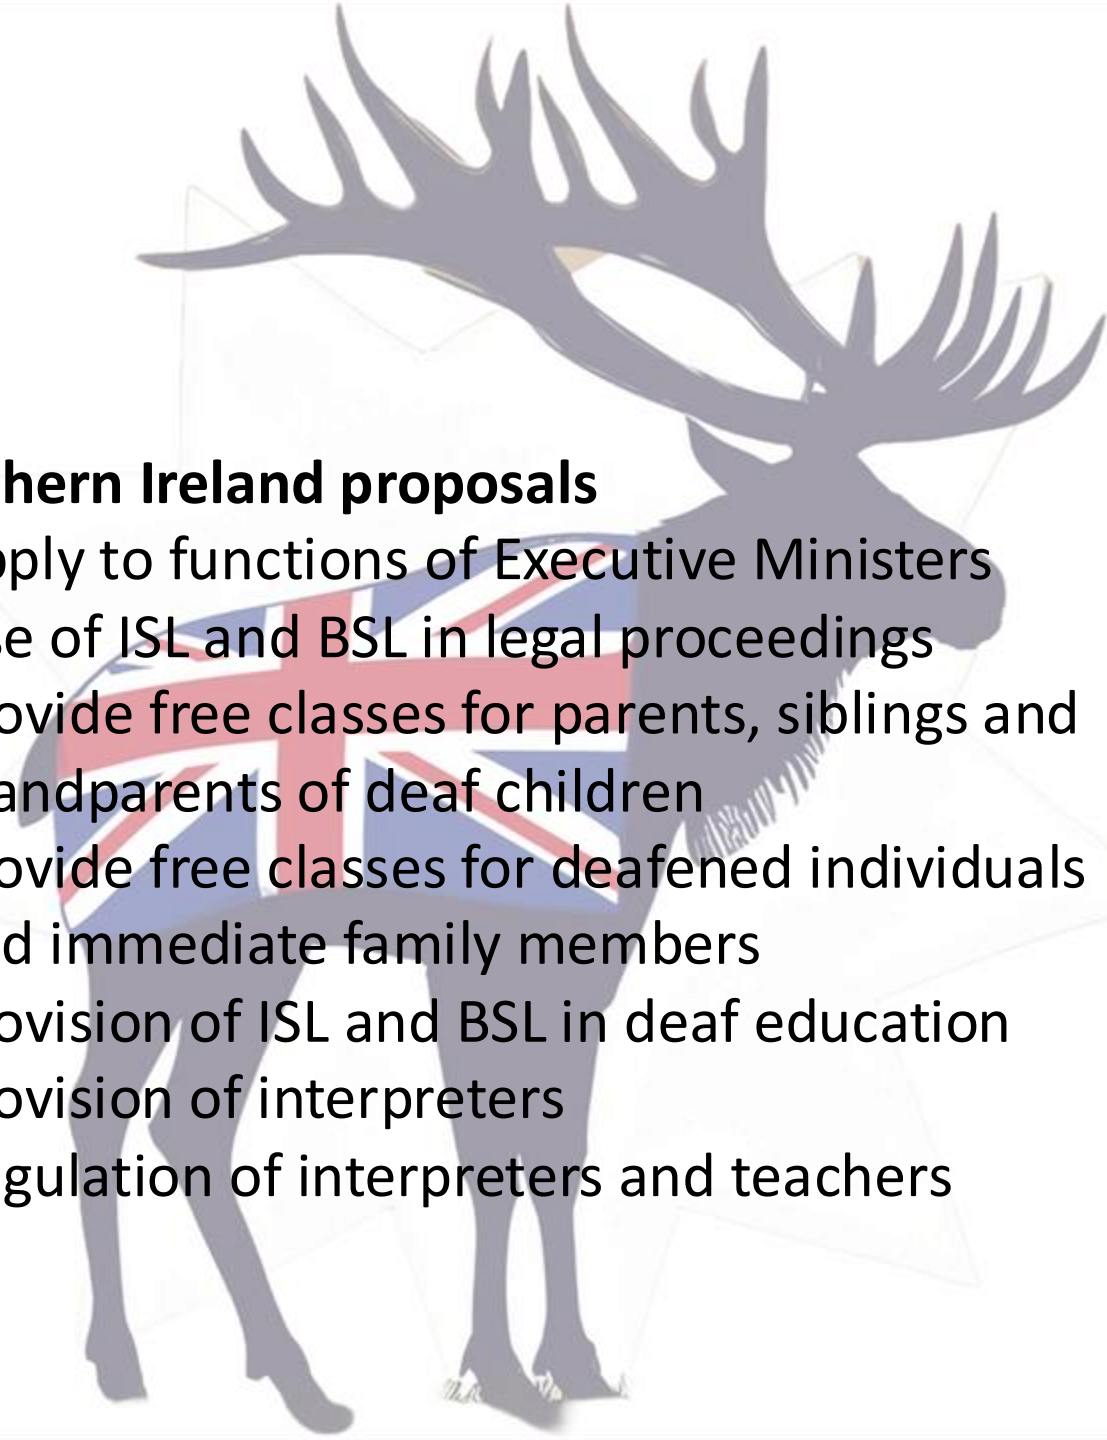 hern Ireland proposals
pply to functions of Executive Ministers
se of ISL and BSL in legal proceedings
ovide free classes for parents, siblings and
andparents of deaf children
ovide free classes for deafened individuals
d immediate family members
ovision of ISL and BSL in deaf education
ovision of interpreters
gulation of interpreters and teachers